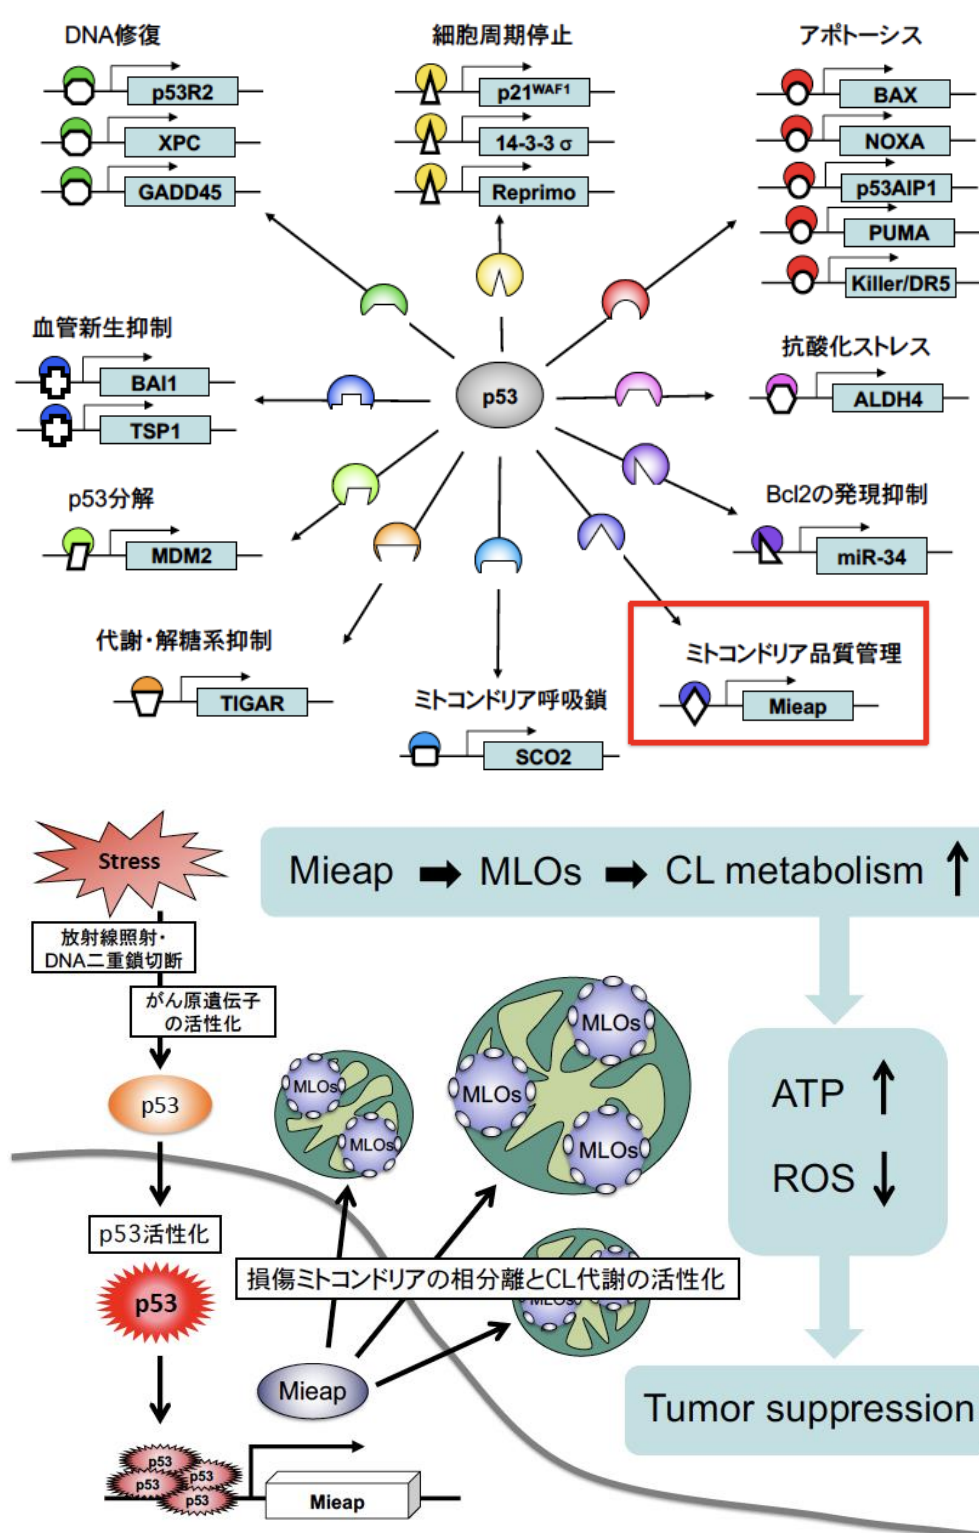 DNA修復
p53R2
XPC
GADD45
細胞周期停止
p21WAF1
14-3-3 σ
Reprimo
アポトーシス
BAX
NOXA
p53AIP1
PUMA
Killer/DR5
血管新生抑制
BAI1
TSP1
p53
抗酸化ストレス
ALDH4
p53分解
MDM2
Bcl2の発現抑制
miR-34
代謝・解糖系抑制
TIGAR
ミトコンドリア呼吸鎖
SCO2
ミトコンドリア品質管理
Mieap
Stress
放射線照射・
DNA二重鎖切断
がん原遺伝子
の活性化
p53
p53活性化
p53
p53
p53
p53
p53
Mieap
Mieap
Mieap MLOs CL metabolism
MLOs
MLOs
MLOs
MLOs
MLOs
損傷ミトコンドリアの相分離とCL代謝の活性化
MLOs
ATP
ROS
Tumor suppression